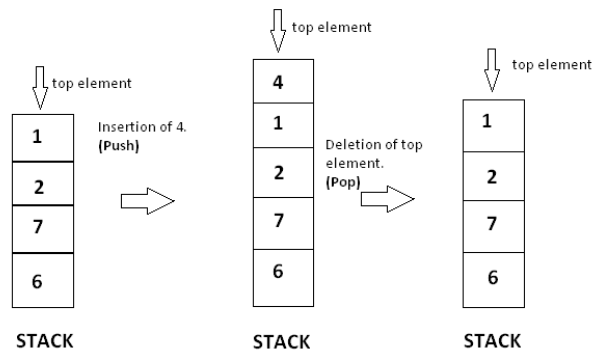 top element
1
2
7
6
STACK
Insertion of 4.
(Push)
top element
4
1
2
7
6
STACK
Deletion of top
element.
(Pop)
top element
1
2
7
6
STACK